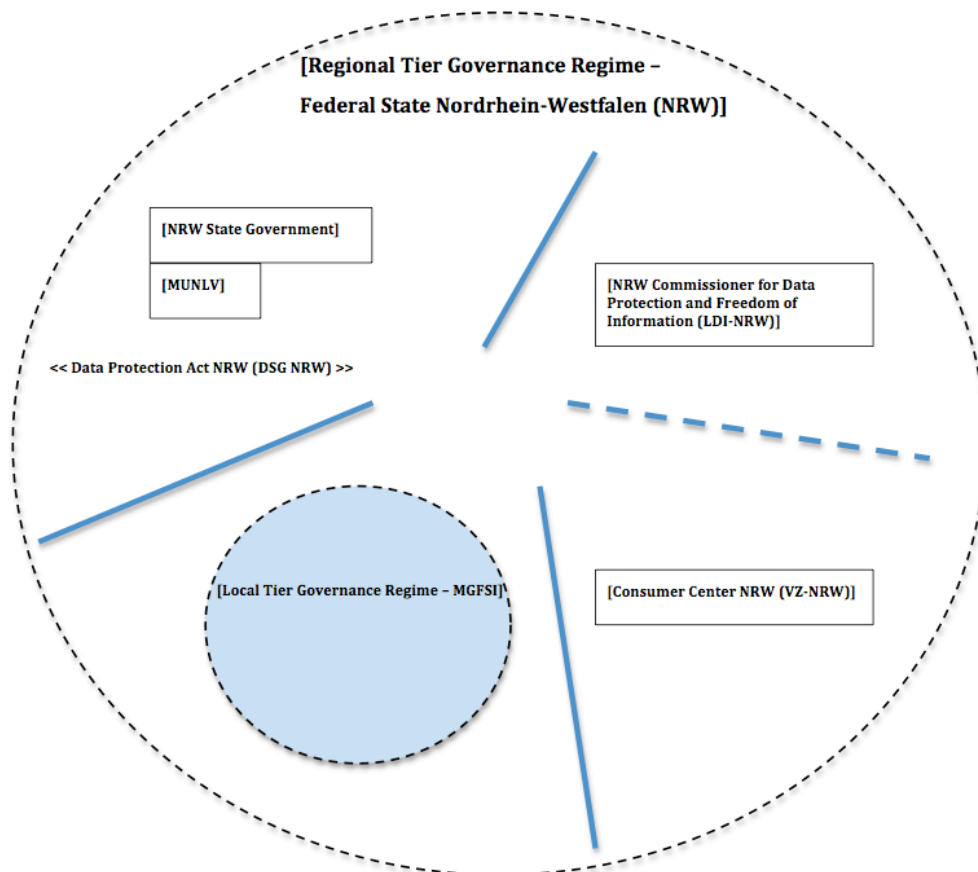 [Regional Tier Governance Regime –
Federal State Nordrhein-Westfalen (NRW)]
[NRW State Government]
[MUNLV]
[NRW Commissioner for Data
Protection and Freedom of
Information (LDI-NRW)]
<< Data Protection Act NRW (DSG NRW) >>
[Local Tier Governance Regime – MGFSI]
[Consumer Center NRW (VZ-NRW)]